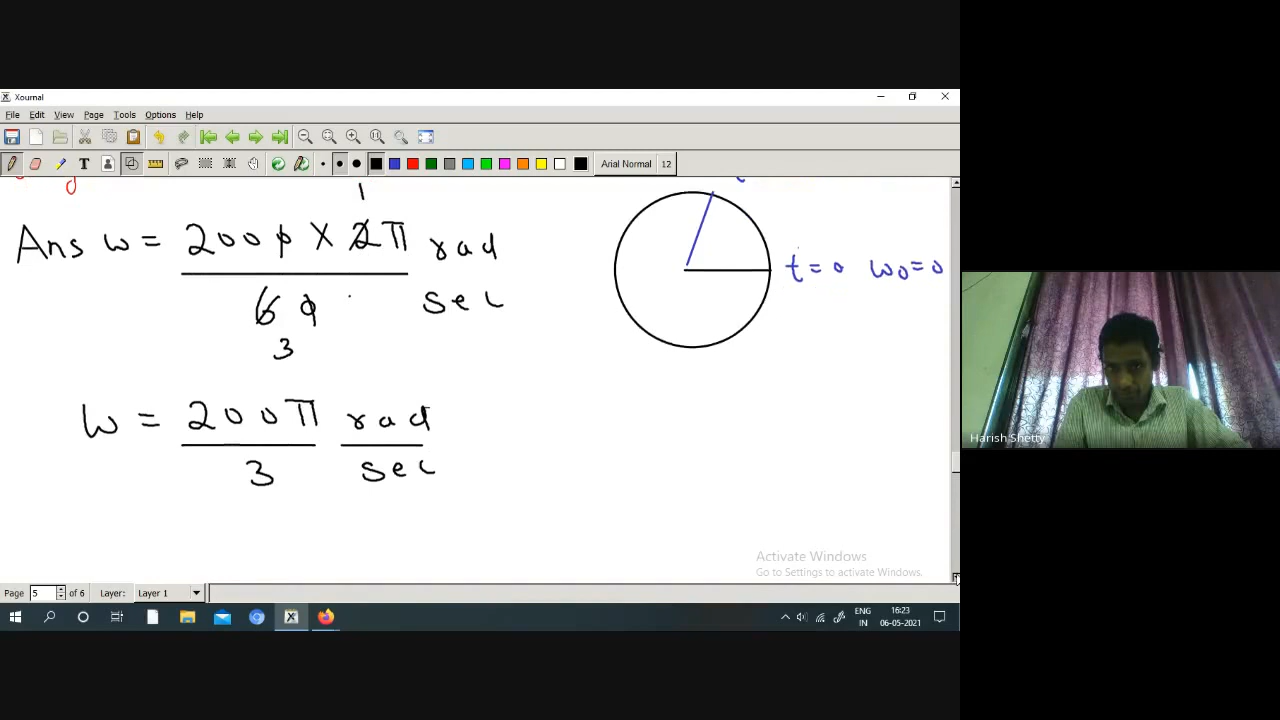 Xournal
File Edit View Page Tools Options Help
Arial Normal 12
1
Ans ω = 2000 × 2π rad
60 sec
3
t = 0 ω0 = 0
ω = 200π rad
3 sec
Harish Shetty
Activate Windows
Go to Settings to activate Windows.
Page 5 of 6 Layer: Layer 1
ENG 16:23
IN 06-05-2021